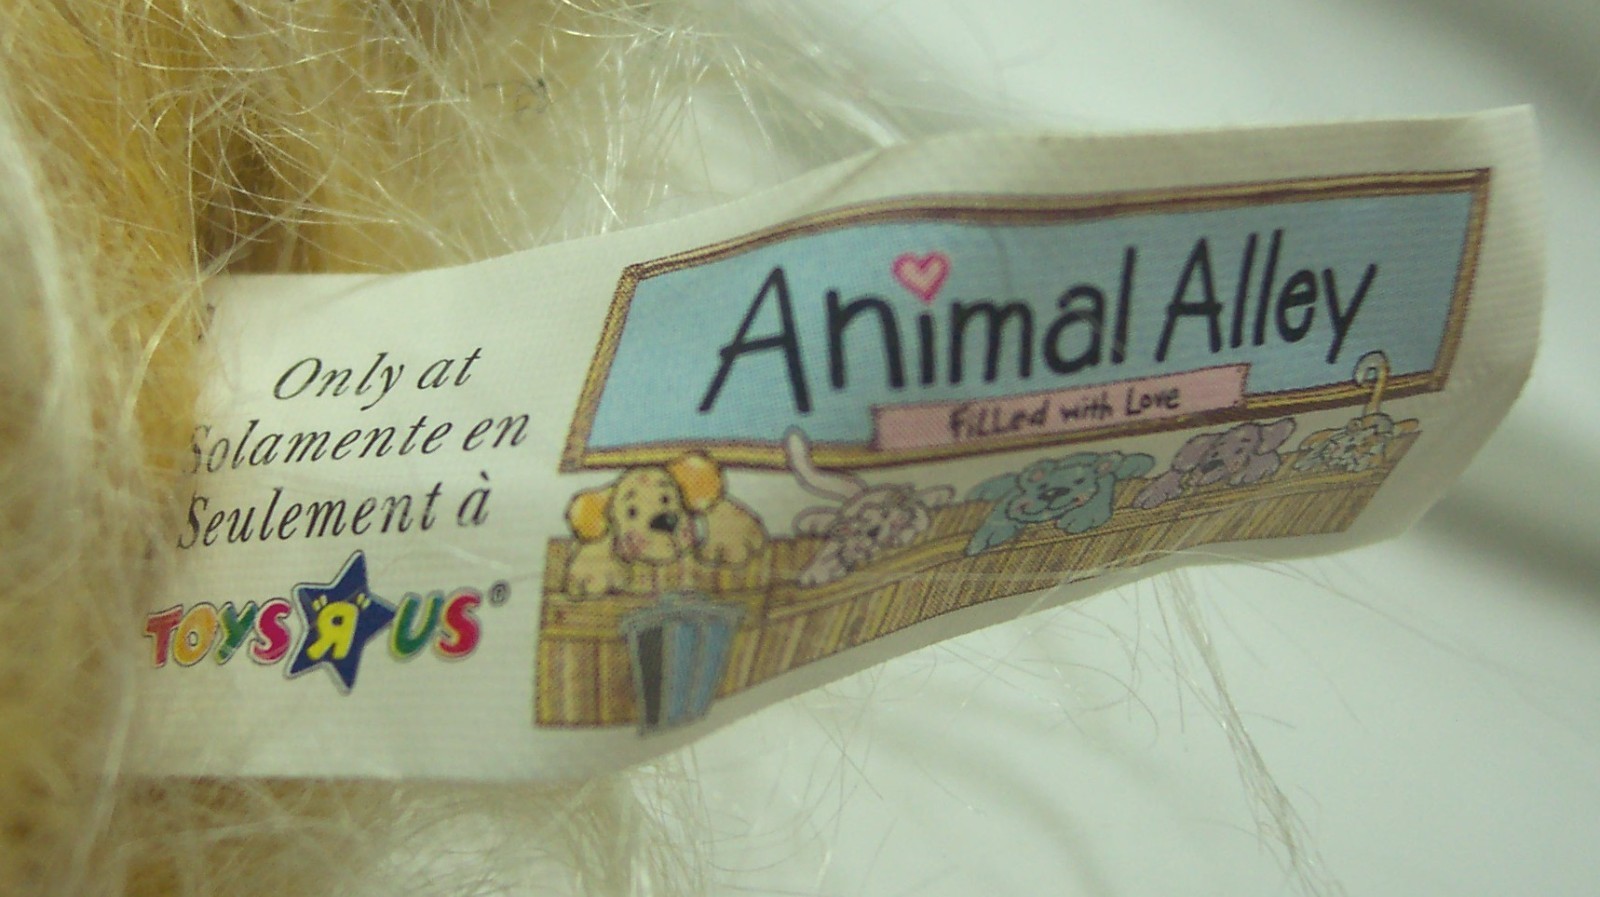 Only at
Solamente en
Seulement à
TOYS "R" US®
Animal Alley
Filled with Love